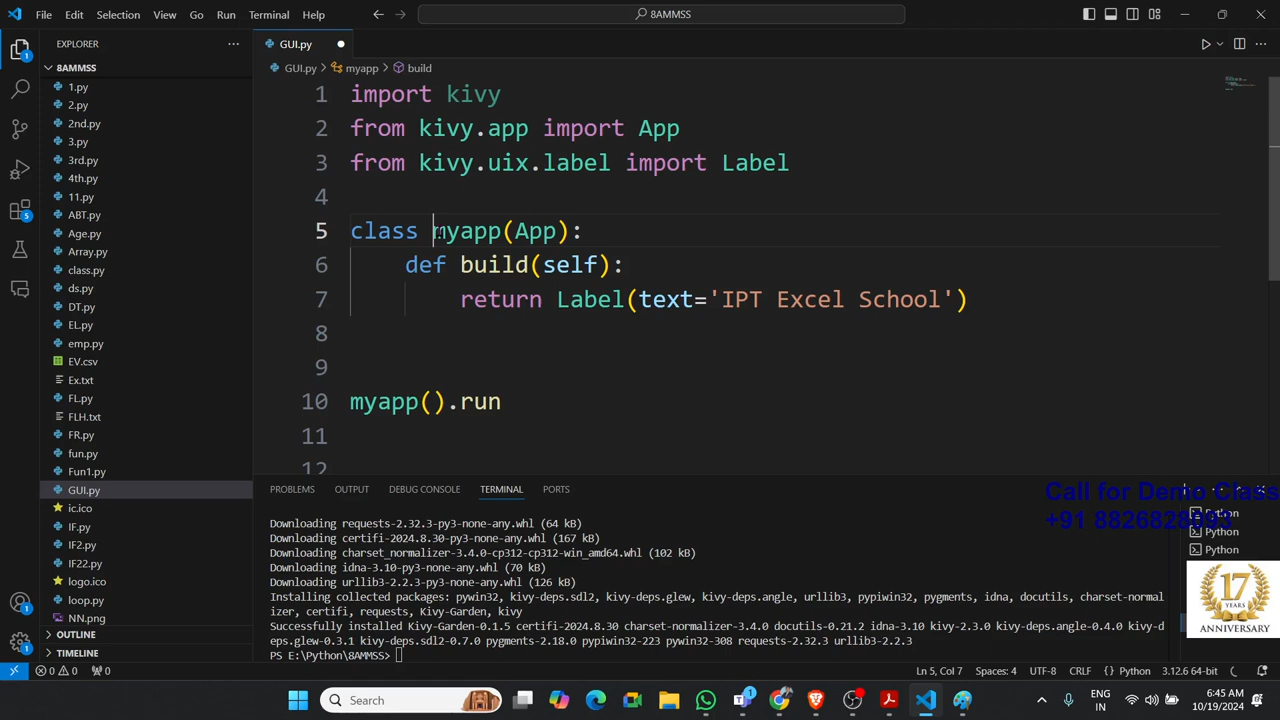 File Edit Selection View Go Run Terminal Help
8AMMSS
EXPLORER
GUI.py
8AMMSS
GUI.py > myapp > build
1.py
2.py
2nd.py
3.py
3rd.py
4th.py
11.py
ABT.py
Age.py
Array.py
class.py
ds.py
DT.py
EL.py
emp.py
EV.csv
Ex.txt
FL.py
FLH.txt
FR.py
fun.py
Fun1.py
GUI.py
ic.ico
IF.py
IF2.py
IF22.py
logo.ico
loop.py
NN.png
OUTLINE
TIMELINE
1 import kivy
2 from kivy.app import App
3 from kivy.uix.label import Label
4
5 class myapp(App):
6 def build(self):
7 return Label(text='IPT Excel School')
8
9
10 myapp().run
11
12
PROBLEMS OUTPUT DEBUG CONSOLE TERMINAL PORTS
Call for Demo Class
+91 8826828093
Python
Python
Python
Downloading requests-2.32.3-py3-none-any.whl (64 kB)
Downloading certifi-2024.8.30-py3-none-any.whl (167 kB)
Downloading charset_normalizer-3.4.0-cp312-cp312-win_amd64.whl (102 kB)
Downloading idna-3.10-py3-none-any.whl (70 kB)
Downloading urllib3-2.2.3-py3-none-any.whl (126 kB)
Installing collected packages: pywin32, kivy-deps.sdl2, kivy-deps.glew, kivy-deps.angle, urllib3, pypiwin32, pygments, idna, docutils, charset-normal
izer, certifi, requests, Kivy-Garden, kivy
Successfully installed Kivy-Garden-0.1.5 certifi-2024.8.30 charset-normalizer-3.4.0 docutils-0.21.2 idna-3.10 kivy-2.3.0 kivy-deps.angle-0.4.0 kivy-d
eps.glew-0.3.1 kivy-deps.sdl2-0.7.0 pygments-2.18.0 pypiwin32-223 pywin32-308 requests-2.32.3 urllib3-2.2.3
PS E:\Python\8AMMSS>
17
YEARS
ANNIVERSARY
0 0 0
Ln 5, Col 7 Spaces: 4 UTF-8 CRLF {} Python 3.12.6 64-bit
Search
ENG
IN
6:45 AM
10/19/2024